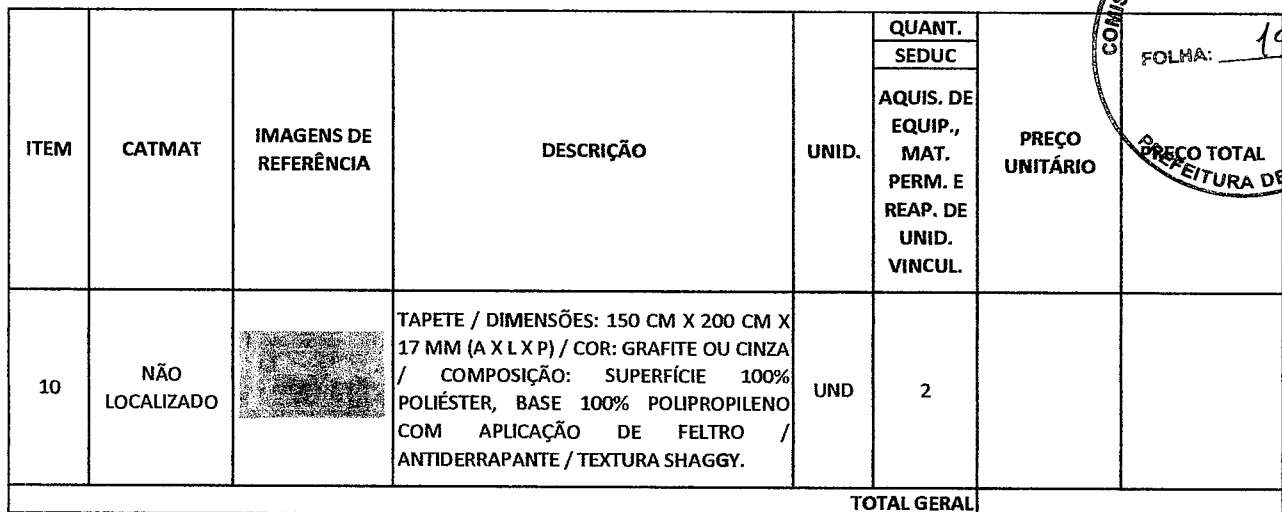 QUANT.
SEDUC
AQUIS. DE
EQUIP.,
MAT.
PERM. E
REAP. DE
UNID.
VINCUL.
ITEM
CATMAT
IMAGENS DE
REFERÊNCIA
DESCRIÇÃO
UNID.
PREÇO
UNITÁRIO
PREÇO TOTAL
FOLHA: 19
PREFEITURA DE
10
NÃO
LOCALIZADO
TAPETE / DIMENSÕES: 150 CM X 200 CM X
17 MM (A X L X P) / COR: GRAFITE OU CINZA
/ COMPOSIÇÃO: SUPERFÍCIE 100%
POLIÉSTER, BASE 100% POLIPROPILENO
COM APLICAÇÃO DE FELTRO /
ANTIDERRAPANTE / TEXTURA SHAGGY.
UND
2
TOTAL GERAL